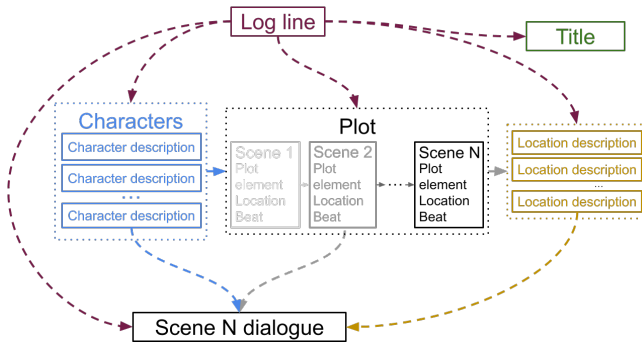 Log line
Title
Characters
Character description
Character description
...
Character description
Plot
Scene 1
Plot
element
Location
Beat
Scene 2
Plot
element
Location
Beat
Scene N
Plot
element
Location
Beat
Location description
Location description
...
Location description
Scene N dialogue